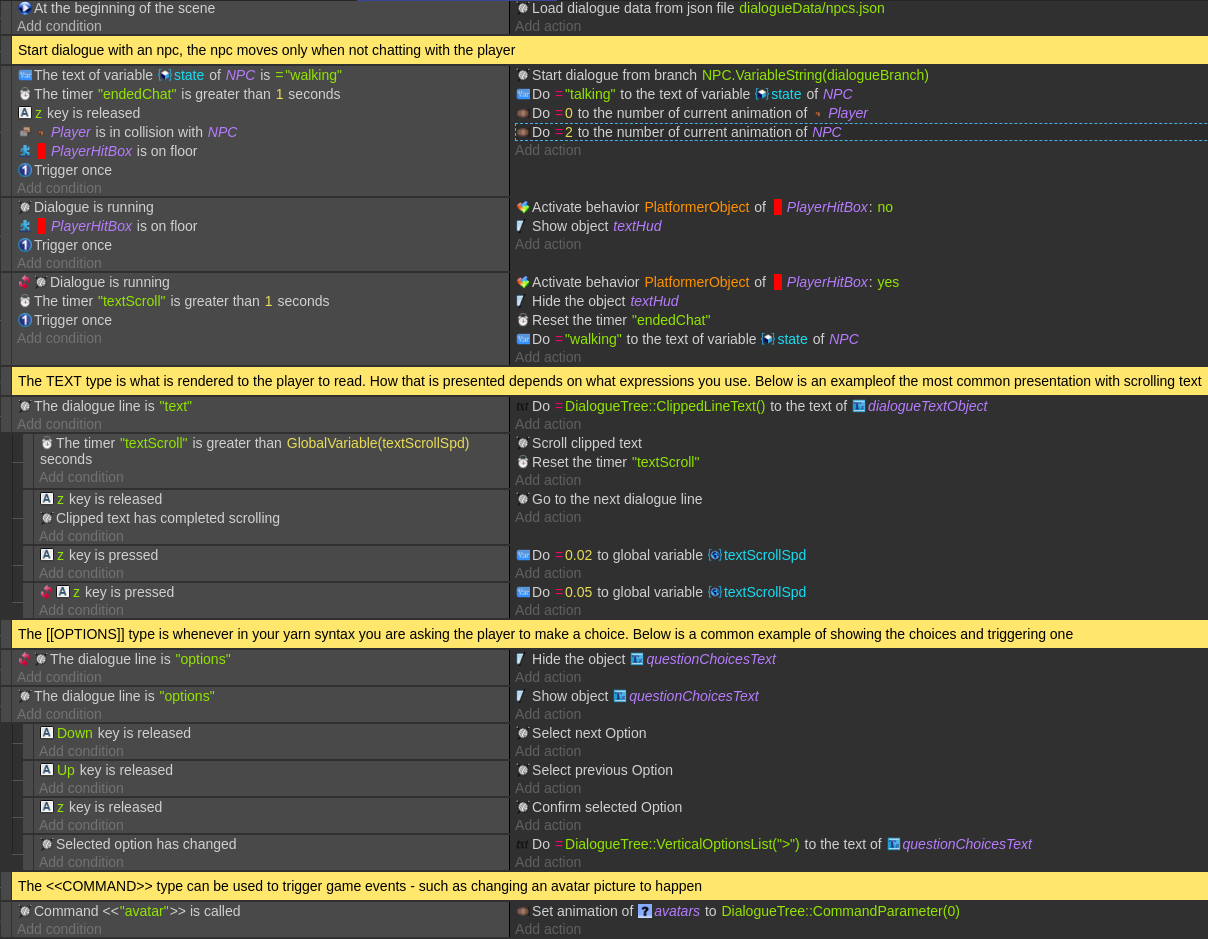 At the beginning of the scene
Add condition
Load dialogue data from json file dialogueData/npcs.json
Add action
Start dialogue with an npc, the npc moves only when not chatting with the player
Var The text of variable state of NPC is ="walking"
The timer "endedChat" is greater than 1 seconds
A z key is released
Player is in collision with NPC
PlayerHitBox is on floor
1 Trigger once
Add condition
Start dialogue from branch NPC.VariableString(dialogueBranch)
Var Do ="talking" to the text of variable state of NPC
Do =0 to the number of current animation of Player
Do =2 to the number of current animation of NPC
Add action
Dialogue is running
PlayerHitBox is on floor
1 Trigger once
Add condition
Activate behavior PlatformerObject of PlayerHitBox: no
Show object textHud
Add action
Dialogue is running
The timer "textScroll" is greater than 1 seconds
1 Trigger once
Add condition
Activate behavior PlatformerObject of PlayerHitBox: yes
Hide the object textHud
Reset the timer "endedChat"
Var Do ="walking" to the text of variable state of NPC
Add action
The TEXT type is what is rendered to the player to read. How that is presented depends on what expressions you use. Below is an exampleof the most common presentation with scrolling text
The dialogue line is "text"
Add condition
txt Do =DialogueTree::ClippedLineText() to the text of dialogueTextObject
Add action
The timer "textScroll" is greater than GlobalVariable(textScrollSpd)
seconds
Add condition
Scroll clipped text
Reset the timer "textScroll"
Add action
A z key is released
Clipped text has completed scrolling
Add condition
Go to the next dialogue line
Add action
A z key is pressed
Add condition
Var Do =0.02 to global variable textScrollSpd
Add action
A z key is pressed
Add condition
Var Do =0.05 to global variable textScrollSpd
Add action
The [[OPTIONS]] type is whenever in your yarn syntax you are asking the player to make a choice. Below is a common example of showing the choices and triggering one
The dialogue line is "options"
Add condition
Hide the object questionChoicesText
Add action
The dialogue line is "options"
Add condition
Show object questionChoicesText
Add action
A Down key is released
Add condition
Select next Option
Add action
A Up key is released
Add condition
Select previous Option
Add action
A z key is released
Add condition
Confirm selected Option
Add action
Selected option has changed
Add condition
txt Do =DialogueTree::VerticalOptionsList(">") to the text of questionChoicesText
Add action
The <<COMMAND>> type can be used to trigger game events - such as changing an avatar picture to happen
Command <<"avatar">> is called
Add condition
Set animation of ? avatars to DialogueTree::CommandParameter(0)
Add action